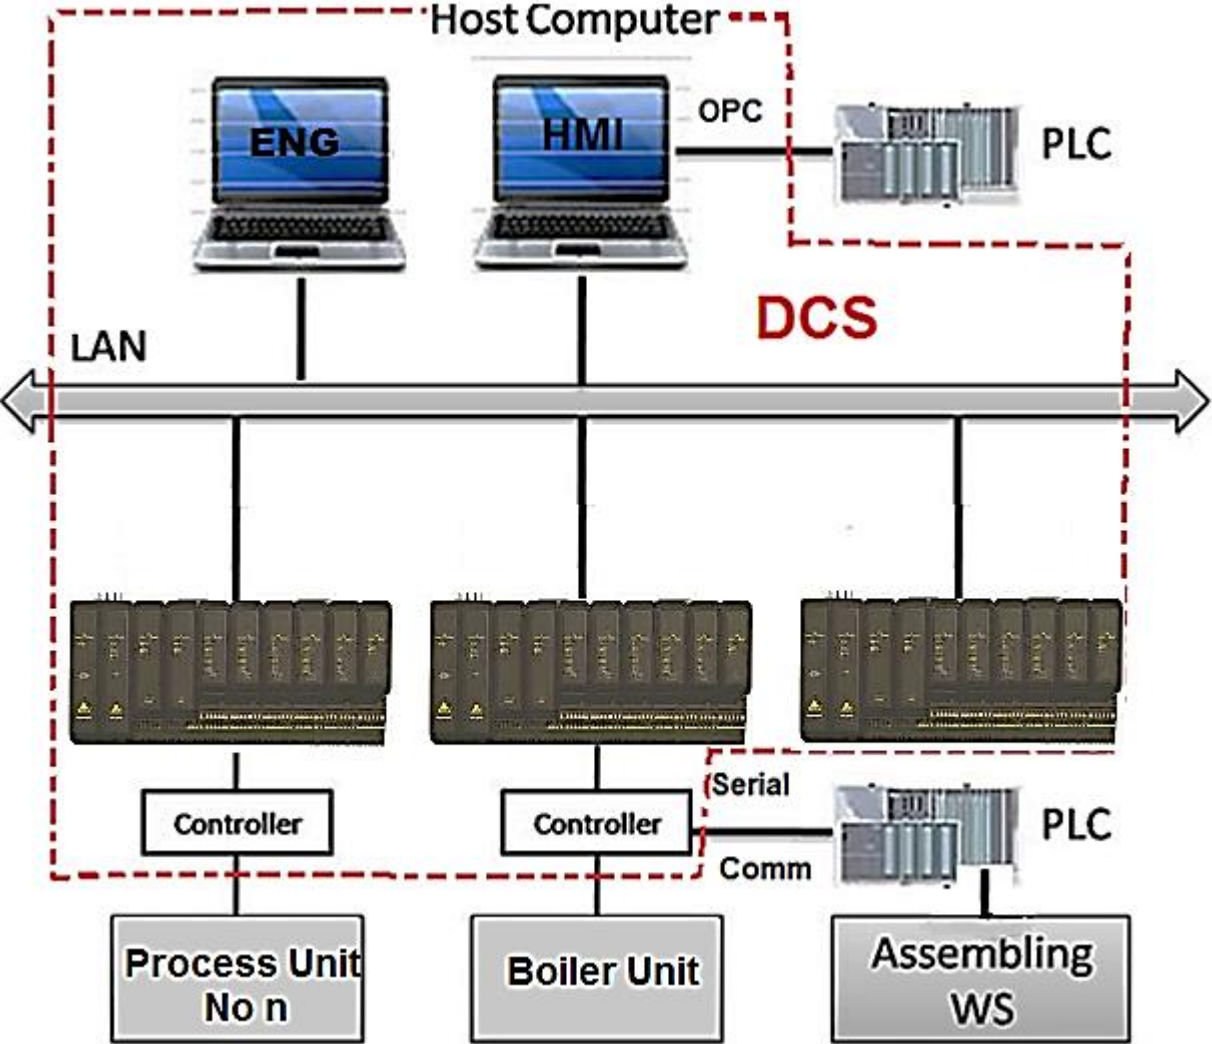 Host Computer
ENG
HMI
OPC
PLC
DCS
LAN
Serial
Controller
Controller
PLC
Comm
Process Unit
No n
Boiler Unit
Assembling
WS